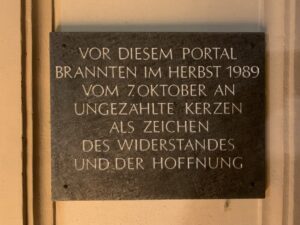 VOR DIESEM PORTAL
BRANNTEN IM HERBST 1989
VOM 7.OKTOBER AN
UNGEZÄHLTE KERZEN
ALS ZEICHEN
DES WIDERSTANDES
UND DER HOFFNUNG